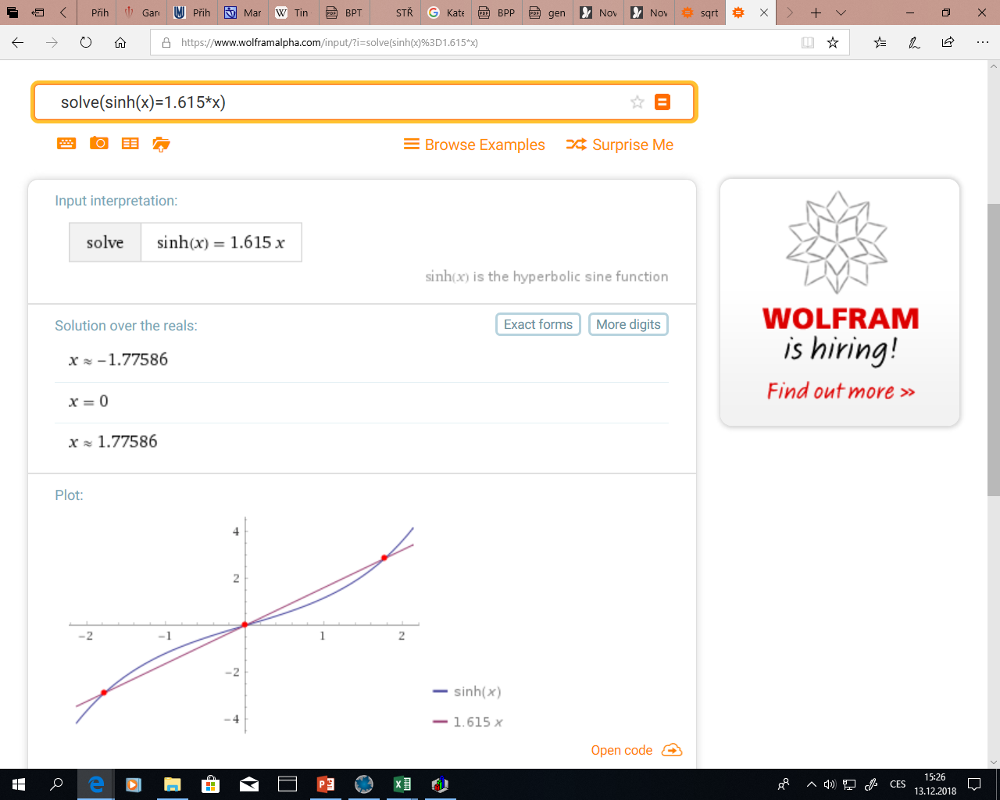 Přih
Garc
Přih
Mar
Tin
BPT
STŘ
Kate
BPP
gen
Nov
Nov
sqrt
https://www.wolframalpha.com/input/?i=solve(sinh(x)%3D1.615*x)
solve(sinh(x)=1.615*x)
Browse Examples
Surprise Me
Input interpretation:
solve sinh(x) = 1.615 x
sinh(x) is the hyperbolic sine function
Solution over the reals:
Exact forms
More digits
x ≈ −1.77586
x = 0
x ≈ 1.77586
Plot:
4
2
−2 −1 1 2
−2
−4
sinh(x)
1.615 x
Open code
WOLFRAM
is hiring!
Find out more >>
CES
15:26
13.12.2018